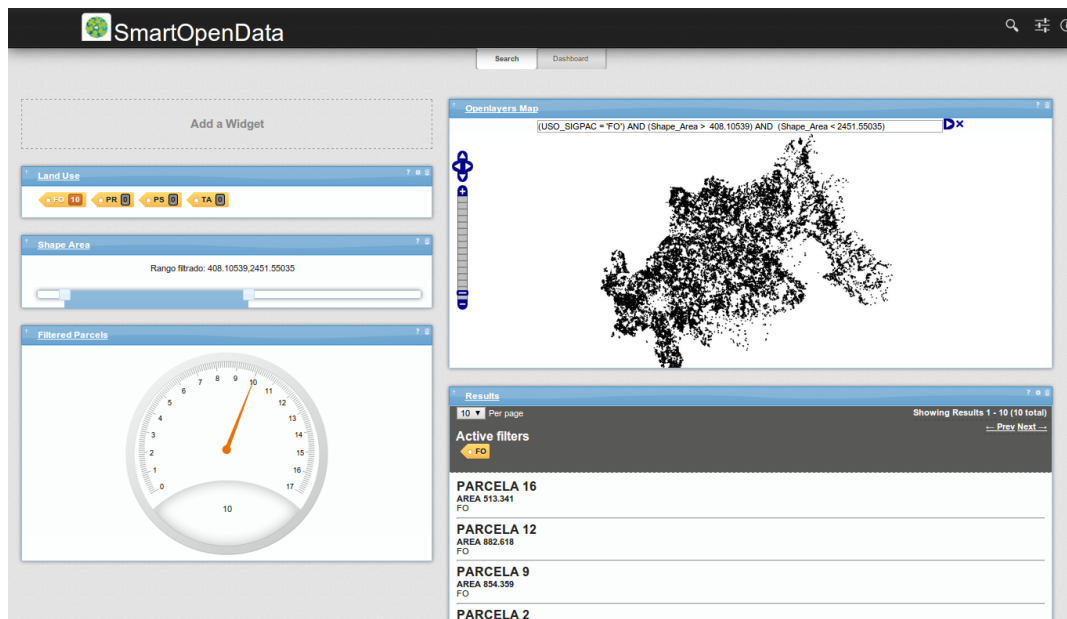 SmartOpenData
Search
Dashboard
Add a Widget
Land Use
FO 10
PR 0
PS 0
TA 0
Shape Area
Rango filtrado: 408.10539,2451.55035
Filtered Parcels
0
1
2
3
4
5
6
7
8
9
10
11
12
13
14
15
16
17
10
Openlayers Map
(USO_SIGPAC = 'FO') AND (Shape_Area > 408.10539) AND (Shape_Area < 2451.55035)
Results
10 ▼ Per page
Showing Results 1 - 10 (10 total)
← Prev Next →
Active filters
FO
PARCELA 16
AREA 513.341
FO
PARCELA 12
AREA 882.618
FO
PARCELA 9
AREA 854.359
FO
PARCELA 2